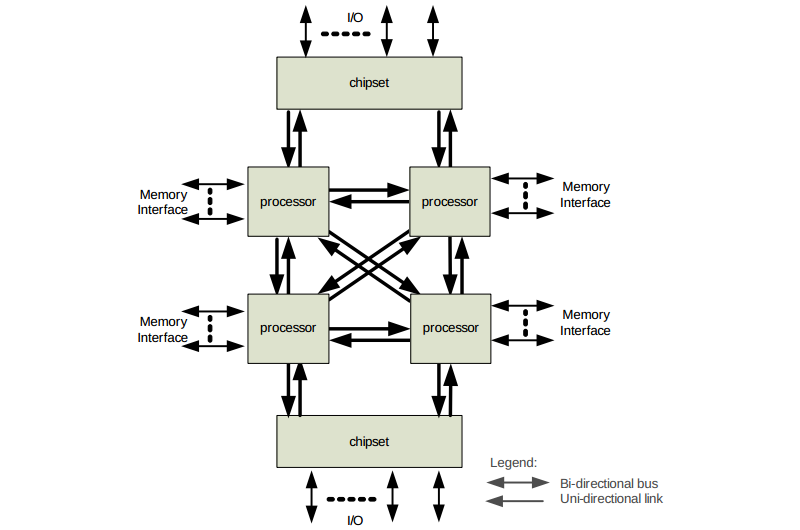 I/O
chipset
Memory
Interface
processor
processor
Memory
Interface
Memory
Interface
processor
processor
Memory
Interface
chipset
I/O
Legend:
Bi-directional bus
Uni-directional link